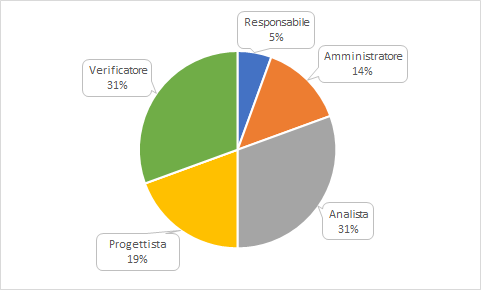 Responsabile
5%
Amministratore
14%
Analista
31%
Progettista
19%
Verificatore
31%